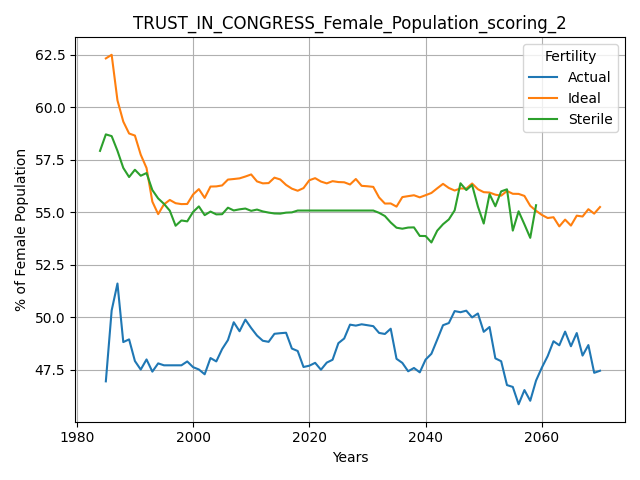 TRUST_IN_CONGRESS_Female_Population_scoring_2
Fertility
Actual
Ideal
Sterile
% of Female Population
62.5
60.0
57.5
55.0
52.5
50.0
47.5
1980
2000
2020
2040
2060
Years